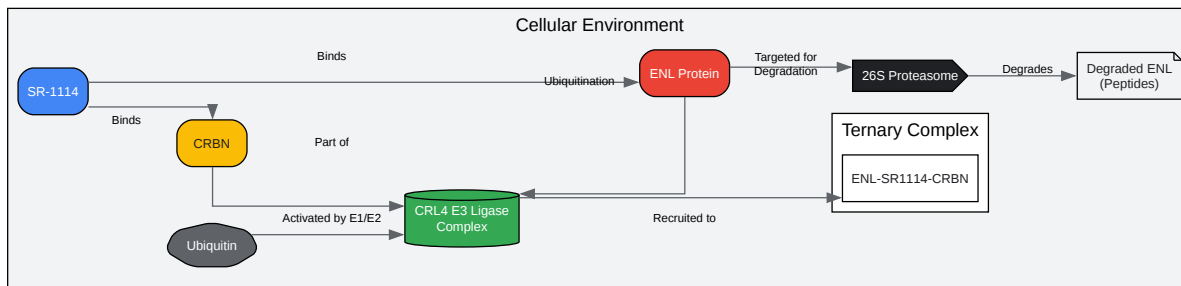 Cellular Environment
Binds
SR-1114
Ubiquitination
ENL Protein
Targeted for
Degradation
26S Proteasome
Degrades
Degraded ENL
(Peptides)
Binds
CRBN
Part of
Ternary Complex
ENL-SR1114-CRBN
Activated by E1/E2
CRL4 E3 Ligase
Complex
Recruited to
Ubiquitin